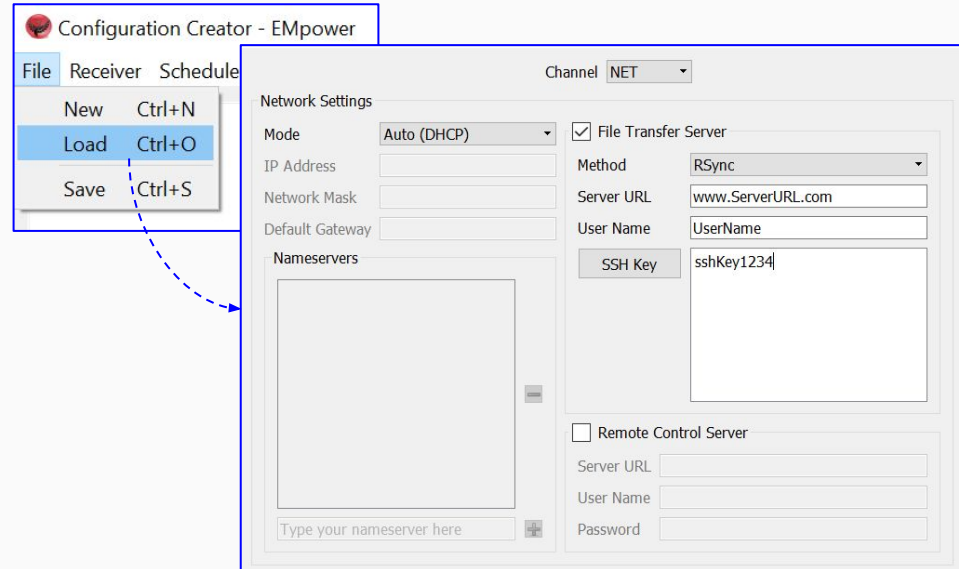 Configuration Creator - EMpower
File Receiver Schedule
New Ctrl+N
Load Ctrl+O
Save Ctrl+S
Channel NET
Network Settings
Mode Auto (DHCP)
IP Address
Network Mask
Default Gateway
Nameservers
Type your nameserver here
File Transfer Server
Method RSync
Server URL www.ServerURL.com
User Name UserName
SSH Key sshKey1234
Remote Control Server
Server URL
User Name
Password